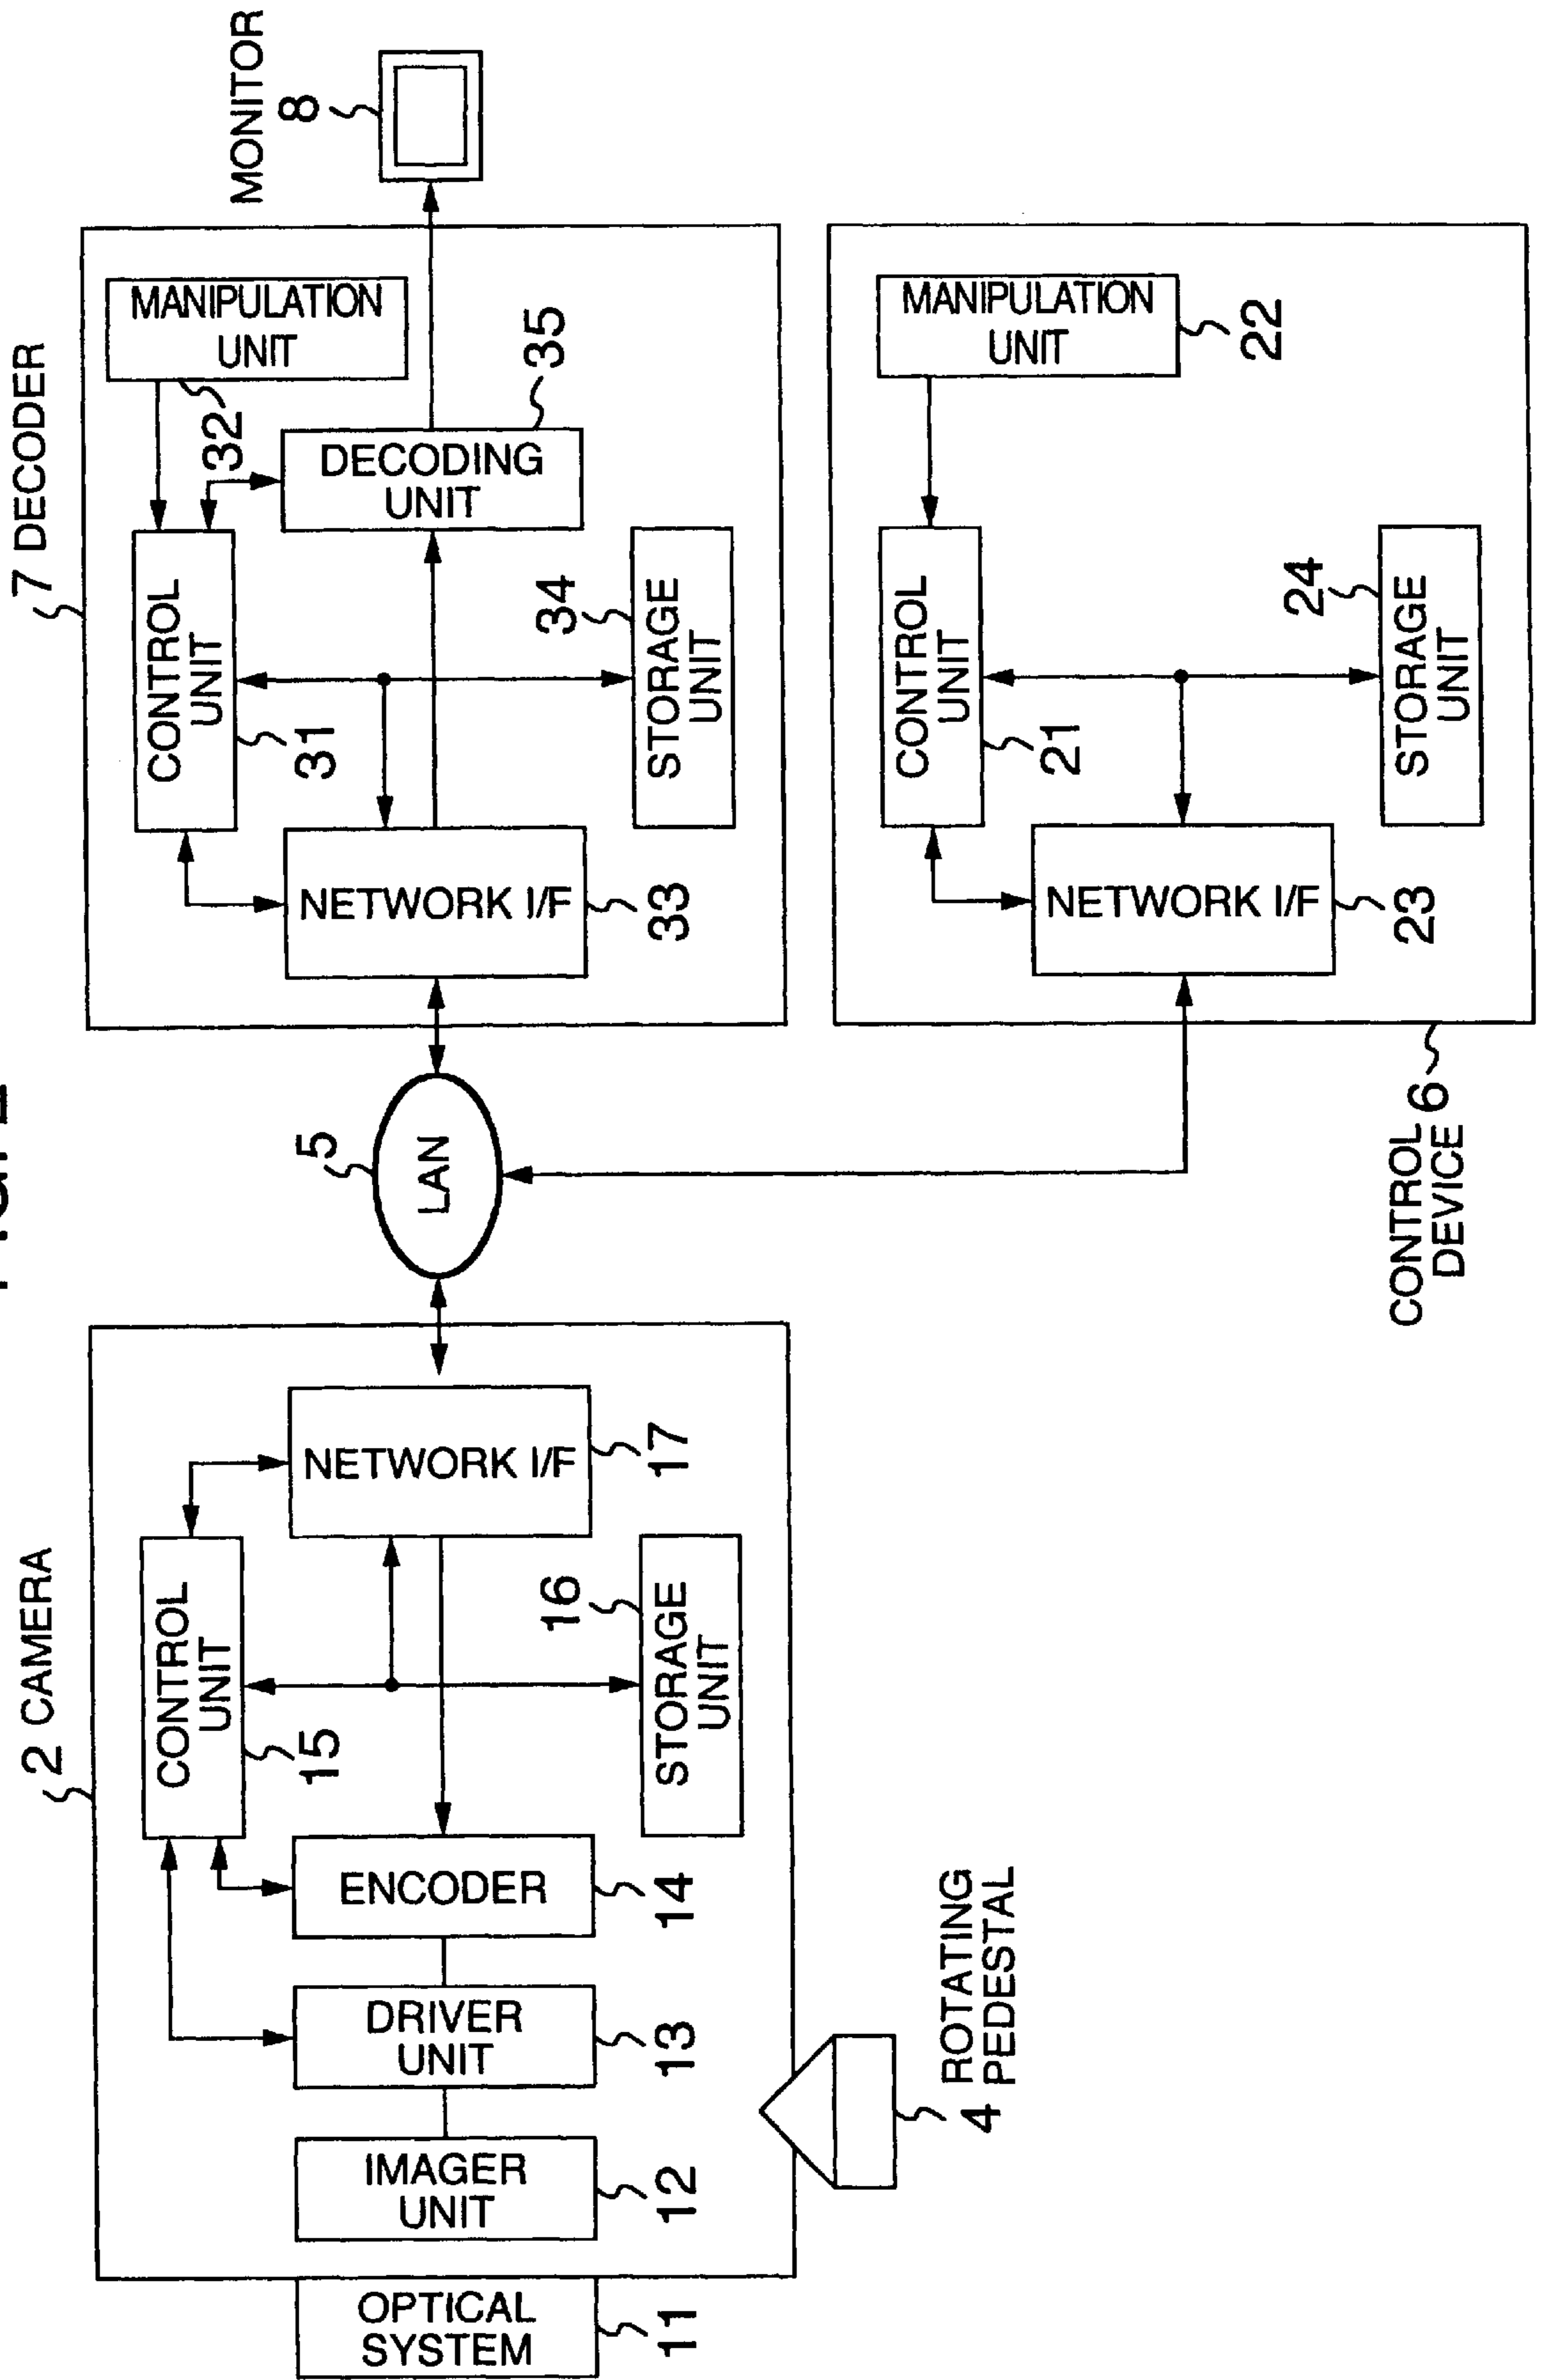 2 CAMERA
CONTROL
UNIT
15
NETWORK I/F
17
ENCODER
14
DRIVER
UNIT
13
IMAGER
UNIT
12
OPTICAL
SYSTEM
11
16
STORAGE
UNIT
4 ROTATING
PEDESTAL
5
LAN
7 DECODER
MANIPULATION
UNIT
32
CONTROL
UNIT
31
DECODING
UNIT
35
NETWORK I/F
33
34
STORAGE
UNIT
MONITOR
8
MANIPULATION
UNIT
22
CONTROL
UNIT
21
NETWORK I/F
23
24
STORAGE
UNIT
CONTROL
DEVICE 6